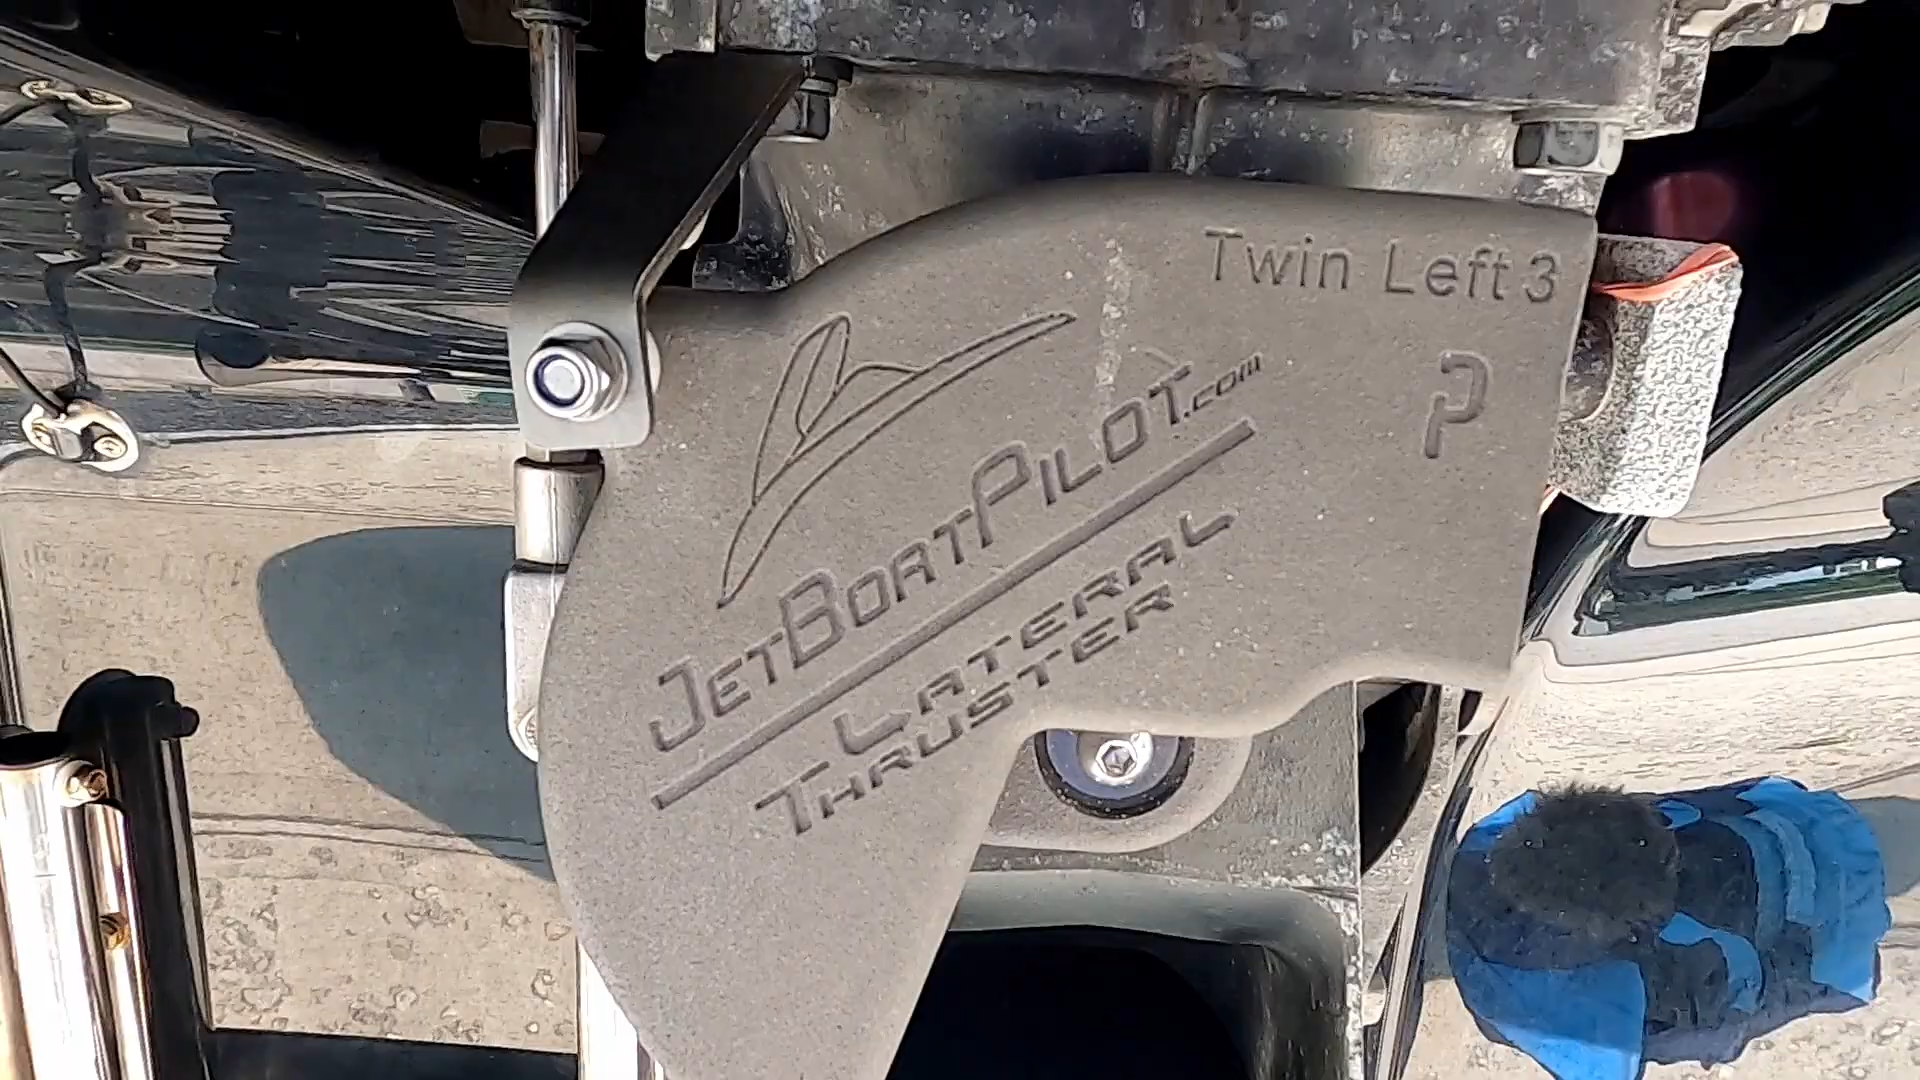 Twin Left 3
P
JETBOATPILOT.com
LATERAL
THRUSTER